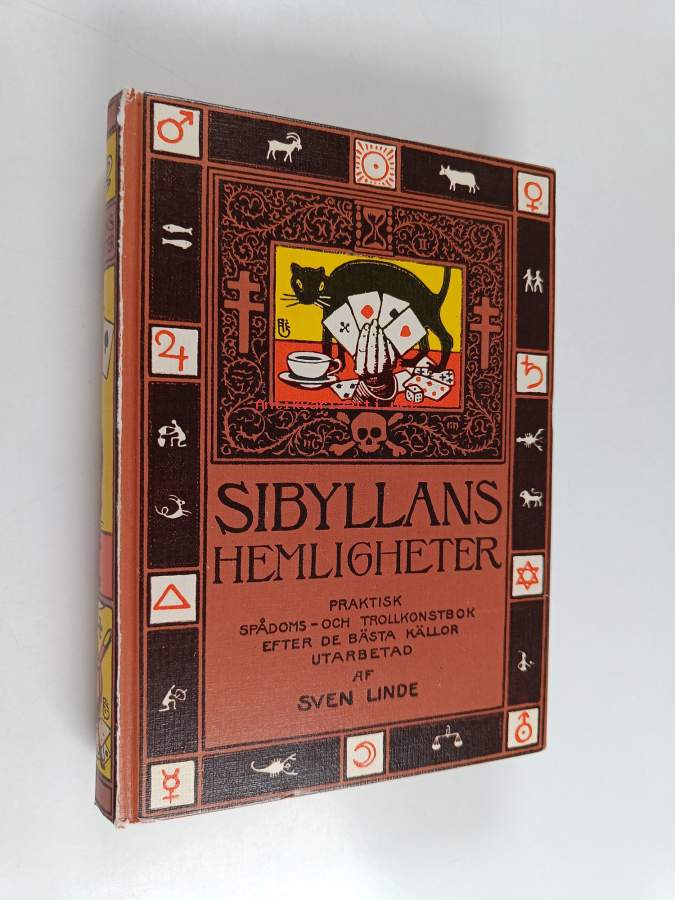 SIBYLLANS
HEMLIGHETER
PRAKTISK
SPÅDOMS-OCH TROLLKONSTBOK
EFTER DE BÄSTA KÄLLOR
UTARBETAD
AF
SVEN LINDE